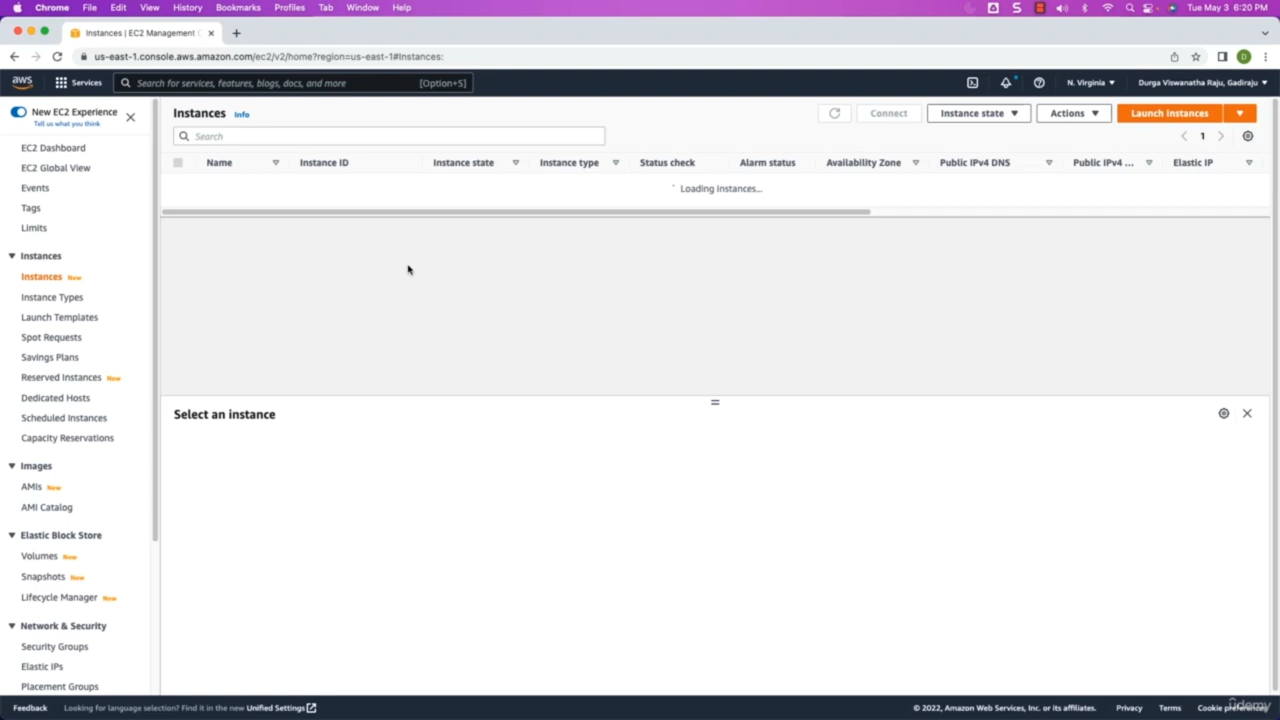 Chrome File Edit View History Bookmarks Profiles Tab Window Help Tue May 3 6:20 PM
Instances | EC2 Management C
us-east-1.console.aws.amazon.com/ec2/v2/home?region=us-east-1#Instances:
aws Services Search for services, features, blogs, docs, and more [Option+S] N. Virginia Durga Viswanatha Raju, Gadiraju
New EC2 Experience
Tell us what you think
EC2 Dashboard
EC2 Global View
Events
Tags
Limits
Instances
Instances New
Instance Types
Launch Templates
Spot Requests
Savings Plans
Reserved Instances New
Dedicated Hosts
Scheduled Instances
Capacity Reservations
Images
AMIs New
AMI Catalog
Elastic Block Store
Volumes New
Snapshots New
Lifecycle Manager New
Network & Security
Security Groups
Elastic IPs
Placement Groups
Instances Info Connect Instance state Actions Launch instances
Search 1
Name Instance ID Instance state Instance type Status check Alarm status Availability Zone Public IPv4 DNS Public IPv4 ... Elastic IP
Loading instances...
Select an instance
Feedback Looking for language selection? Find it in the new Unified Settings © 2022, Amazon Web Services, Inc. or its affiliates. Privacy Terms Cookie preferences
udemy